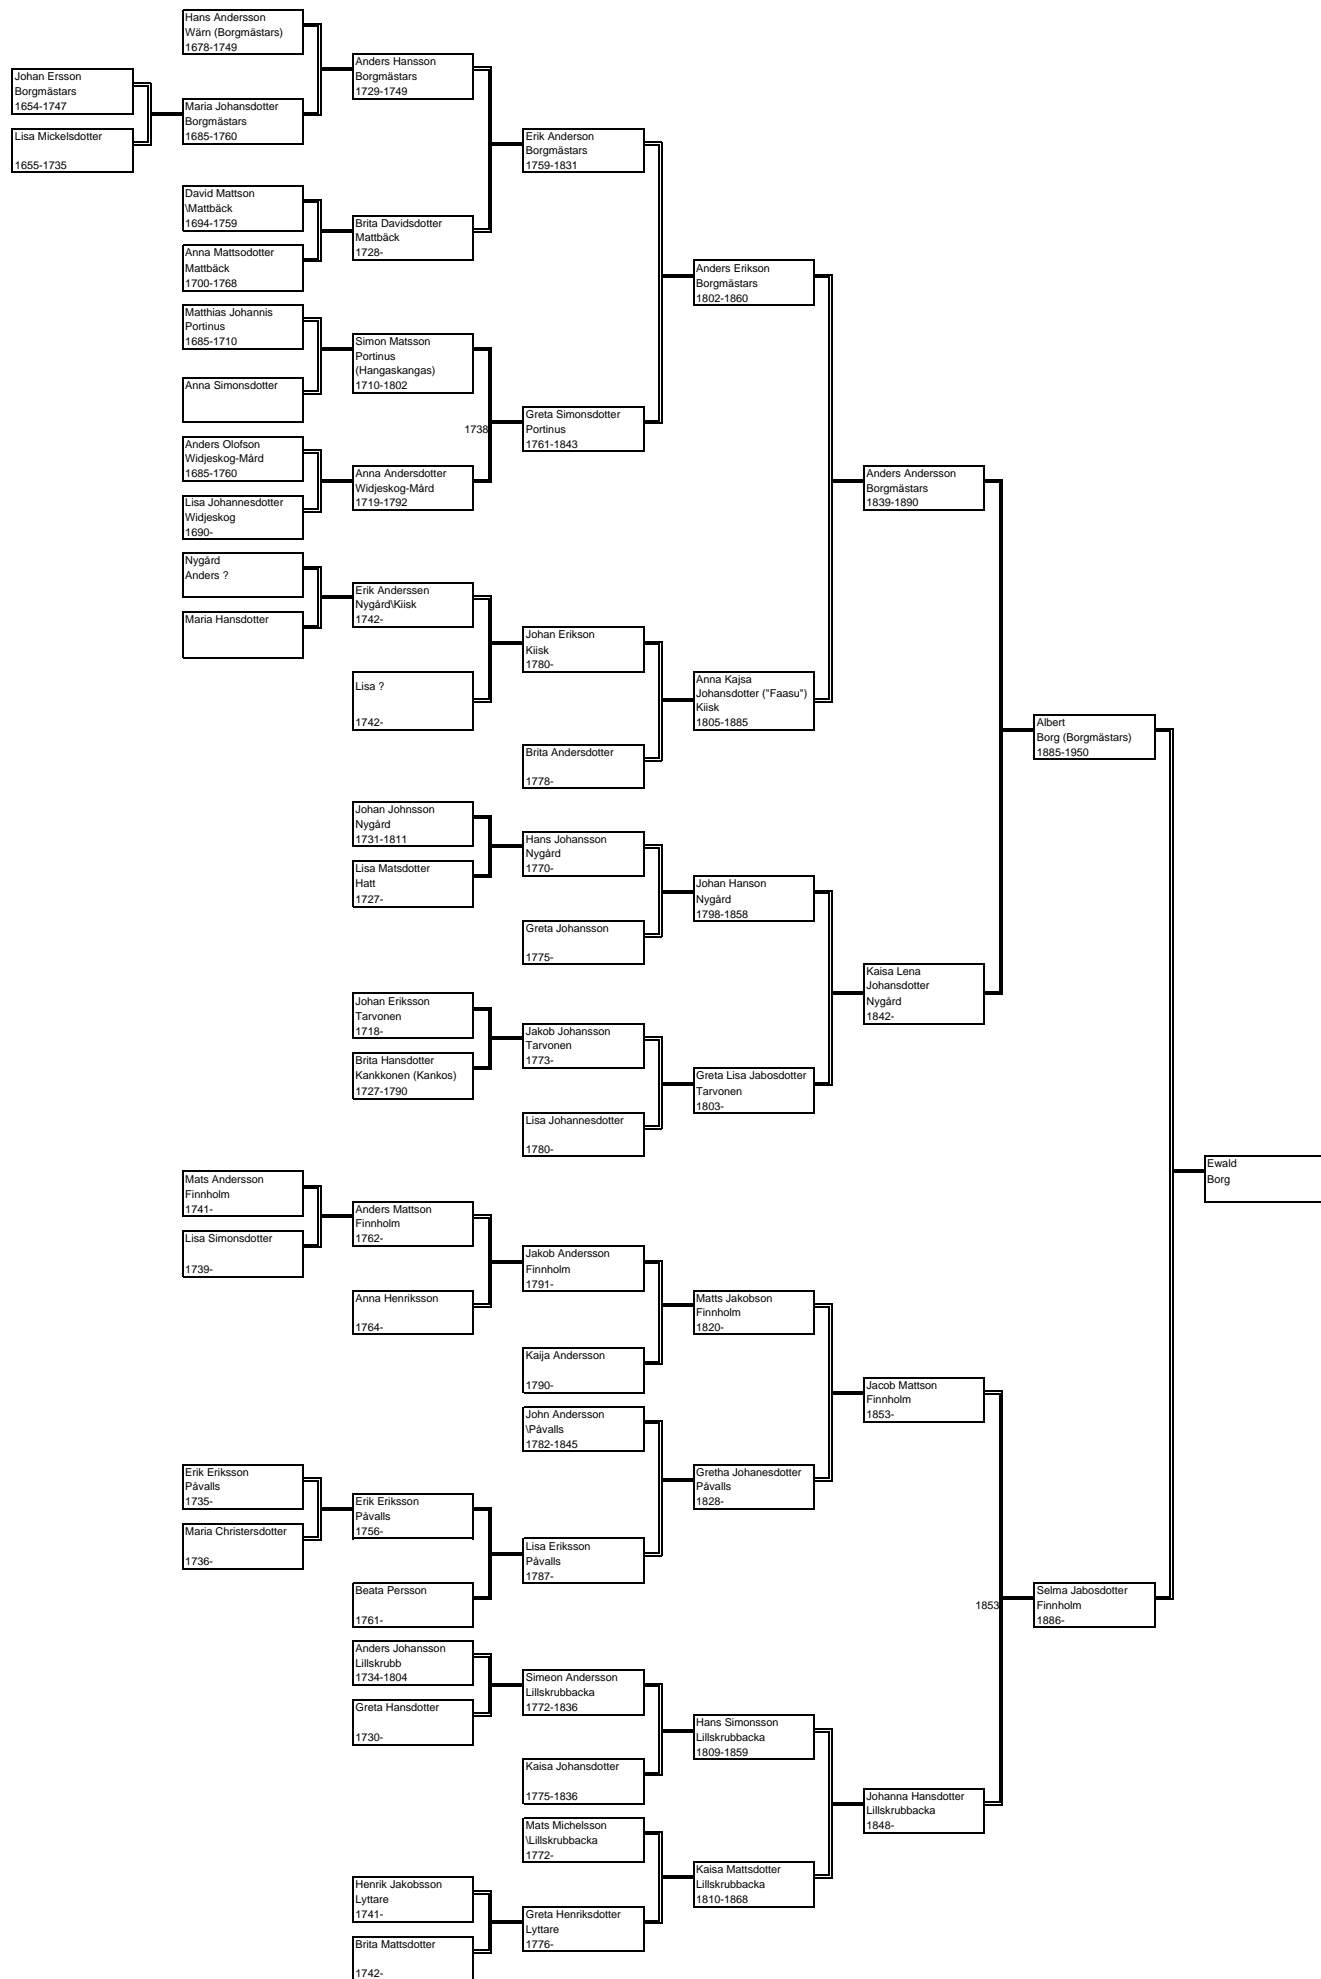 Johan Ersson
Borgmästars
1654-1747
Lisa Mickelsdotter
1655-1735
Hans Andersson
Wärn (Borgmästars)
1678-1749
Maria Johansdotter
Borgmästars
1685-1760
David Mattson
\Mattbäck
1694-1759
Anna Mattsodotter
Mattbäck
1700-1768
Matthias Johannis
Portinus
1685-1710
Anna Simonsdotter
Anders Olofson
Widjeskog-Mård
1685-1760
Lisa Johannesdotter
Widjeskog
1690-
Nygård
Anders ?
Maria Hansdotter
Mats Andersson
Finnholm
1741-
Lisa Simonsdotter
1739-
Erik Eriksson
Påvalls
1735-
Maria Christersdotter
1736-
Anders Hansson
Borgmästars
1729-1749
Brita Davidsdotter
Mattbäck
1728-
Simon Matsson
Portinus
(Hangaskangas)
1710-1802
1738
Anna Andersdotter
Widjeskog-Mård
1719-1792
Erik Anderssen
Nygård\Kiisk
1742-
Lisa ?
1742-
Johan Johnsson
Nygård
1731-1811
Lisa Matsdotter
Hatt
1727-
Johan Eriksson
Tarvonen
1718-
Brita Hansdotter
Kankkonen (Kankos)
1727-1790
Anders Mattson
Finnholm
1762-
Anna Henriksson
1764-
Erik Eriksson
Påvalls
1756-
Beata Persson
1761-
Anders Johansson
Lillskrubb
1734-1804
Greta Hansdotter
1730-
Henrik Jakobsson
Lyttare
1741-
Brita Mattsdotter
1742-
Erik Anderson
Borgmästars
1759-1831
Greta Simonsdotter
Portinus
1761-1843
Johan Erikson
Kiisk
1780-
Brita Andersdotter
1778-
Hans Johansson
Nygård
1770-
Greta Johansson
1775-
Jakob Johansson
Tarvonen
1773-
Lisa Johannesdotter
1780-
Jakob Andersson
Finnholm
1791-
Kaija Andersson
1790-
John Andersson
\Påvalls
1782-1845
Lisa Eriksson
Påvalls
1787-
Simeon Andersson
Lillskrubbacka
1772-1836
Kaisa Johansdotter
1775-1836
Mats Michelsson
\Lillskrubbacka
1772-
Greta Henriksdotter
Lyttare
1776-
Anders Erikson
Borgmästars
1802-1860
Anna Kajsa
Johansdotter ("Faasu")
Kiisk
1805-1885
Johan Hanson
Nygård
1798-1858
Greta Lisa Jabosdotter
Tarvonen
1803-
Matts Jakobson
Finnholm
1820-
Gretha Johanesdotter
Påvalls
1828-
Hans Simonsson
Lillskrubbacka
1809-1859
Kaisa Mattsdotter
Lillskrubbacka
1810-1868
Anders Andersson
Borgmästars
1839-1890
Kaisa Lena
Johansdotter
Nygård
1842-
Jacob Mattson
Finnholm
1853-
1853
Johanna Hansdotter
Lillskrubbacka
1848-
Albert
Borg (Borgmästars)
1885-1950
Selma Jabosdotter
Finnholm
1886-
Ewald
Borg